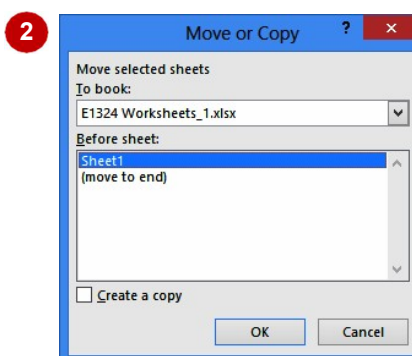 2
Move or Copy ? ×
Move selected sheets
To book:
E1324 Worksheets_1.xlsx
Before sheet:
Sheet1
(move to end)
Create a copy
OK Cancel